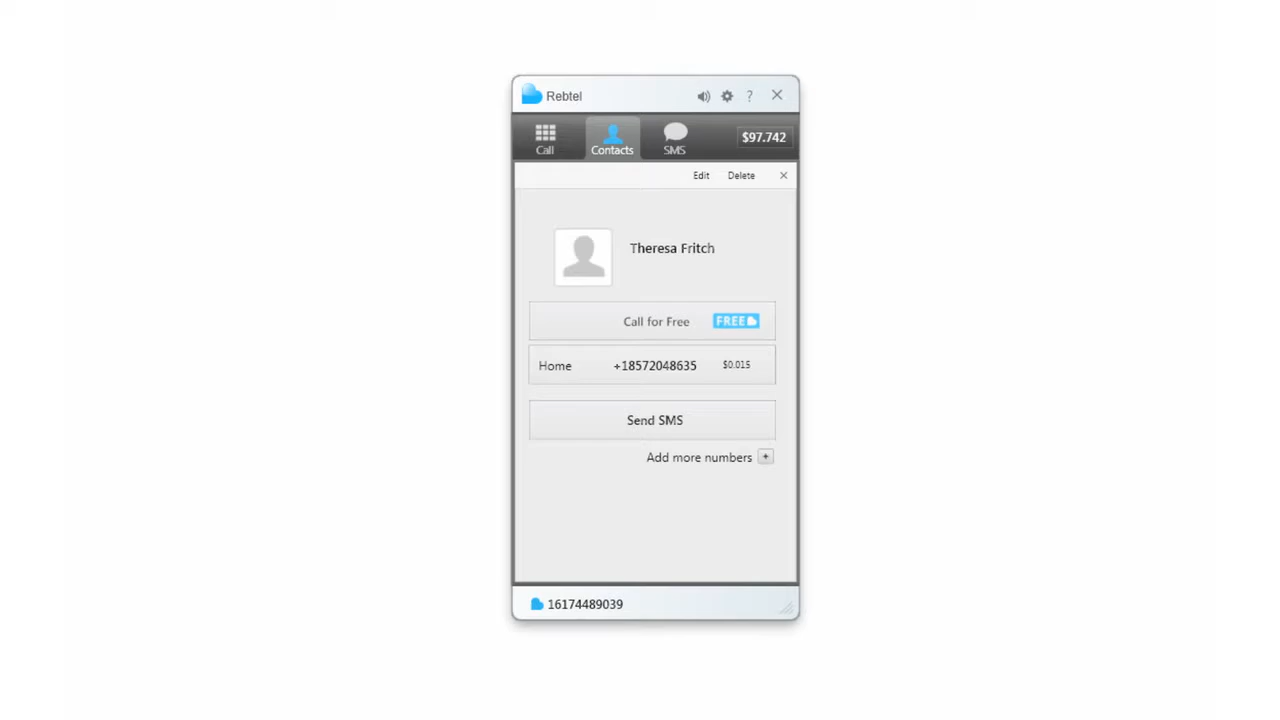 Rebtel ?
Call Contacts SMS $97.742
Edit Delete
Theresa Fritch
Call for Free FREE
Home +18572048635 $0.015
Send SMS
Add more numbers +
16174489039